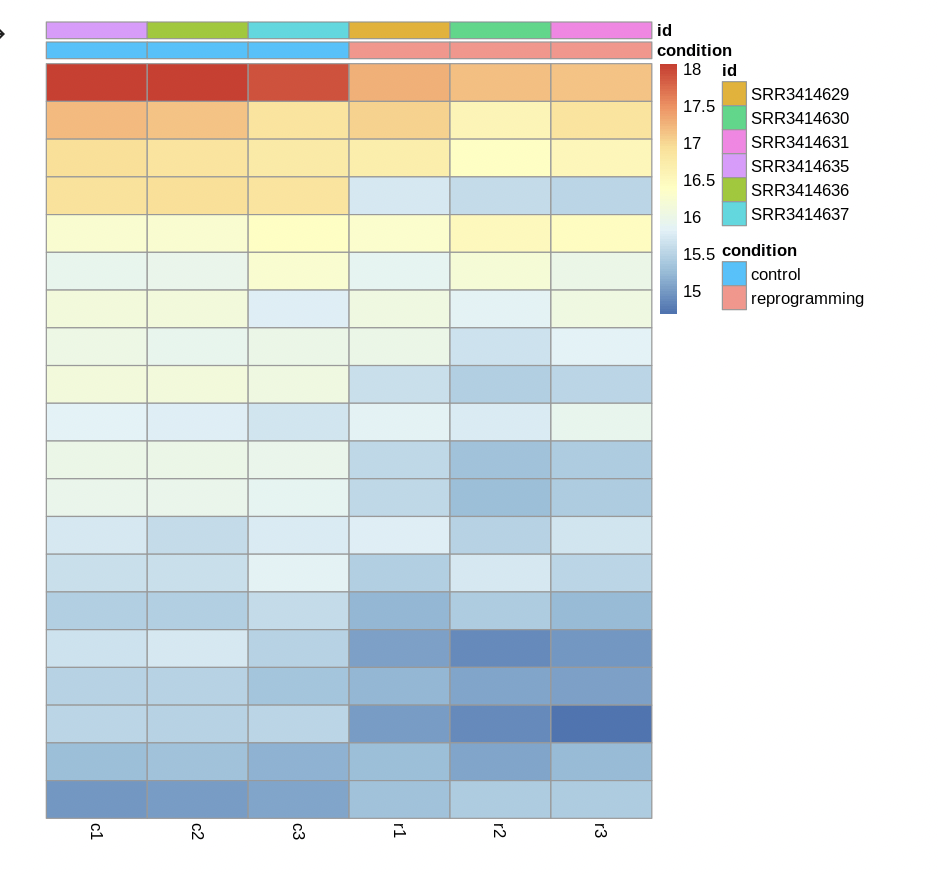 id
condition
18
17.5
17
16.5
16
15.5
15
id
SRR3414629
SRR3414630
SRR3414631
SRR3414635
SRR3414636
SRR3414637
condition
control
reprogramming
c1
c2
c3
r1
r2
r3